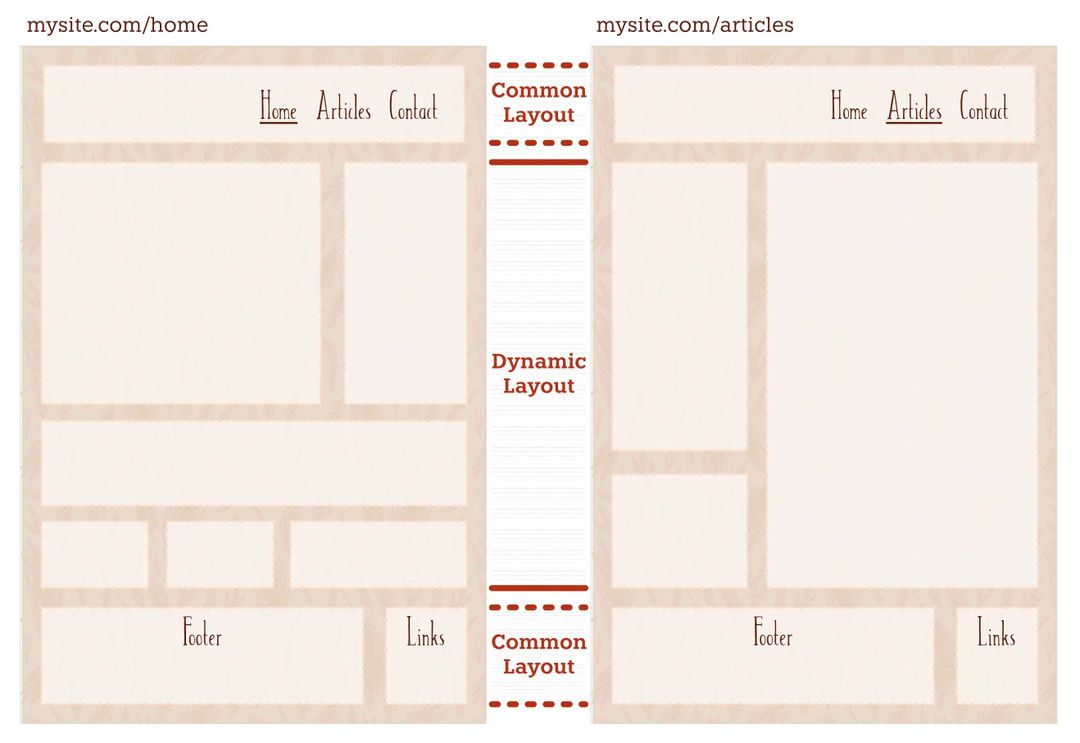 mysite.com/home
mysite.com/articles
Home Articles Contact
Common
Layout
Home Articles Contact
Dynamic
Layout
Footer
Links
Common
Layout
Footer
Links